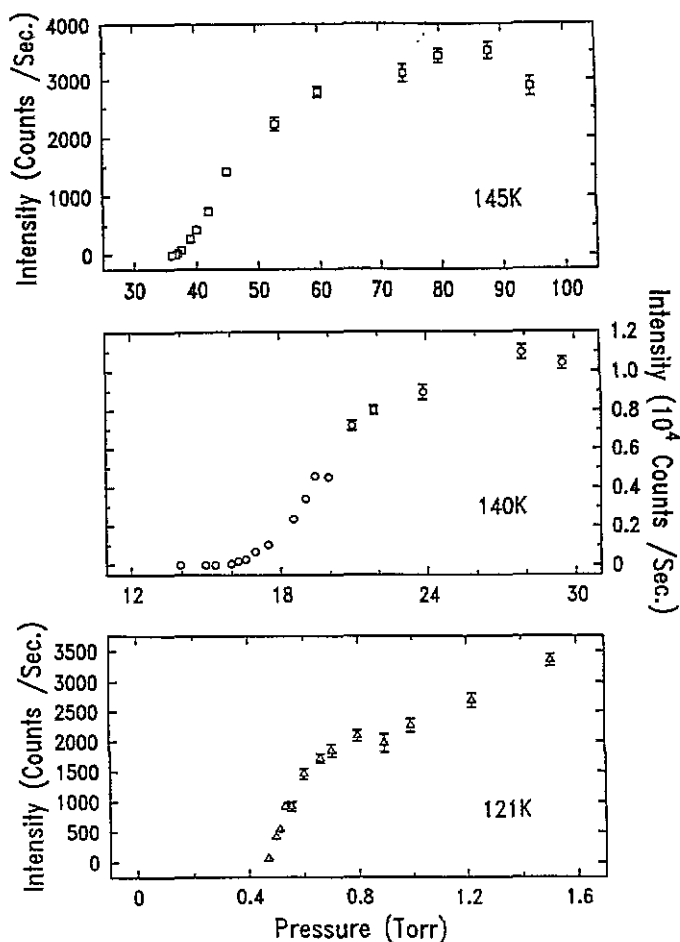 Intensity (Counts /Sec.)
4000
3000
2000
1000
0
145K
30 40 50 60 70 80 90 100
Intensity (10⁴ Counts /Sec.)
1.2
1.0
0.8
0.6
0.4
0.2
0
140K
12 18 24 30
Intensity (Counts /Sec.)
3500
3000
2500
2000
1500
1000
500
0
121K
0 0.4 0.8 1.2 1.6
Pressure (Torr)